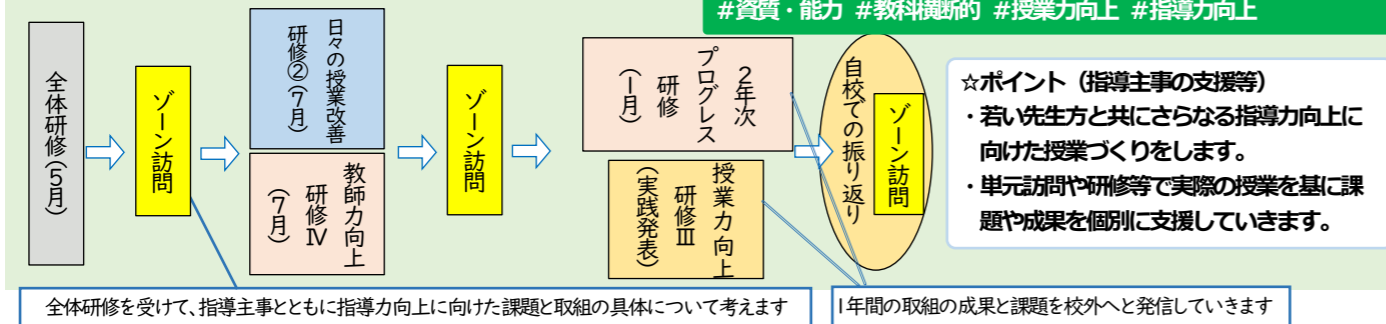 #資質・能力 #教科横断的 #授業力向上 #指導力向上
全体研修(5月)
ゾーン訪問
日々の授業改善
研修②(7月)
教師力向上
研修Ⅳ
(7月)
ゾーン訪問
2年次
プログレス
研修
(1月)
授業力向上
研修Ⅲ
(実践発表)
自校での振り返り
ゾーン訪問
☆ポイント（指導主事の支援等）
・若い先生方と共にさらなる指導力向上に
向けた授業づくりをします。
・単元訪問や研修等で実際の授業を基に課
題や成果を個別に支援していきます。
全体研修を受けて、指導主事とともに指導力向上に向けた課題と取組の具体について考えます
1年間の取組の成果と課題を校外へと発信していきます